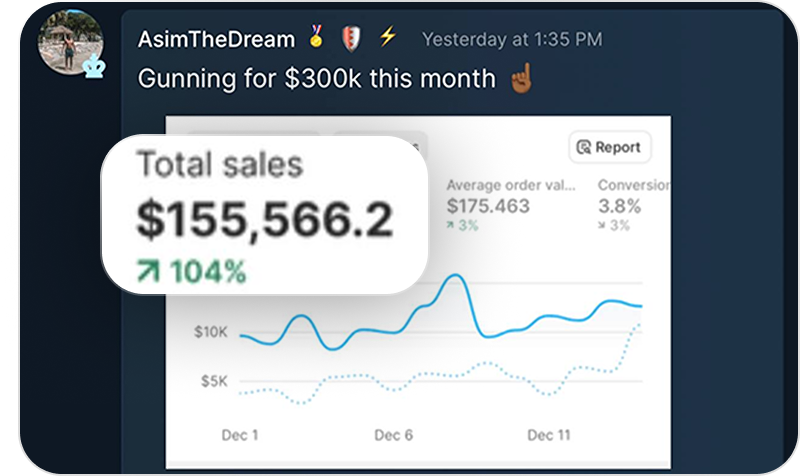 AsimTheDream 🏅 ⚡ Yesterday at 1:35 PM
Gunning for $300k this month ☝🏾
Report
Total sales
$155,566.2
↗ 104%
Average order val...
$175.463
↗ 3%
Conversion
3.8%
↘ 3%
$10K
$5K
Dec 1
Dec 6
Dec 11